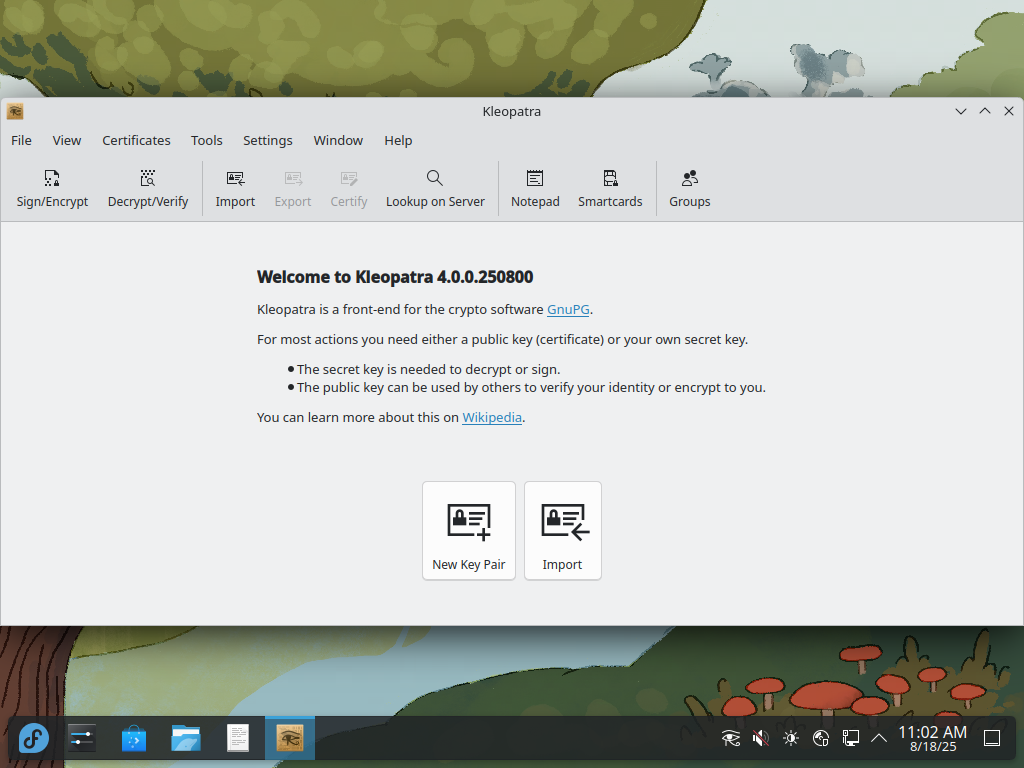 Kleopatra
File View Certificates Tools Settings Window Help
Sign/Encrypt Decrypt/Verify Import Export Certify Lookup on Server Notepad Smartcards Groups
Welcome to Kleopatra 4.0.0.250800
Kleopatra is a front-end for the crypto software GnuPG.
For most actions you need either a public key (certificate) or your own secret key.
The secret key is needed to decrypt or sign.
The public key can be used by others to verify your identity or encrypt to you.
You can learn more about this on Wikipedia.
New Key Pair Import
11:02 AM
8/18/25